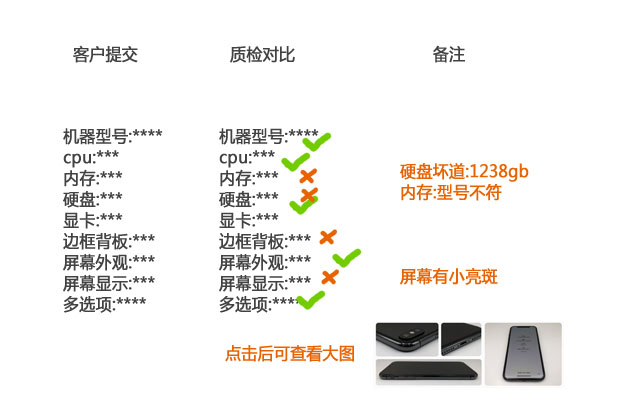 客户提交 质检对比 备注
机器型号:**** 机器型号:****
cpu:*** cpu:***
内存:*** 内存:***
硬盘:*** 硬盘:***
显卡:*** 显卡:***
边框背板:*** 边框背板:***
屏幕外观:*** 屏幕外观:***
屏幕显示:*** 屏幕显示:***
多选项:**** 多选项:****
硬盘坏道:1238gb
内存:型号不符
屏幕有小亮斑
点击后可查看大图